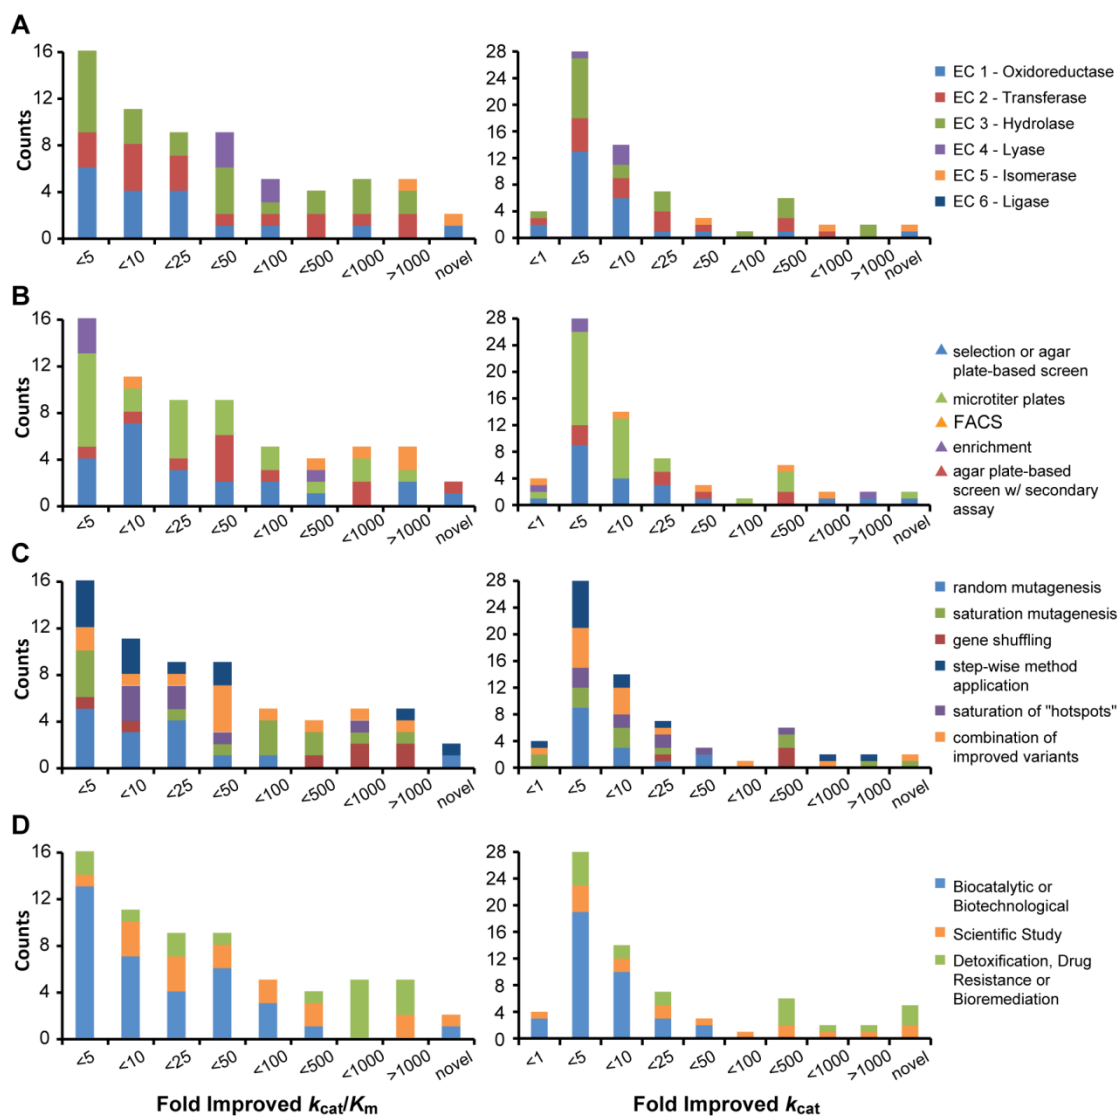 A
16
12
8
4
0
Counts
<5
<10
<25
<50
<100
<500
<1000
>1000
novel
28
24
20
16
12
8
4
0
<1
<5
<10
<25
<50
<100
<500
<1000
>1000
novel
EC 1 - Oxidoreductase
EC 2 - Transferase
EC 3 - Hydrolase
EC 4 - Lyase
EC 5 - Isomerase
EC 6 - Ligase
B
16
12
8
4
0
Counts
<5
<10
<25
<50
<100
<500
<1000
>1000
novel
28
24
20
16
12
8
4
0
<1
<5
<10
<25
<50
<100
<500
<1000
>1000
novel
selection or agar
plate-based screen
microtiter plates
FACS
enrichment
agar plate-based
screen w/ secondary
assay
C
16
12
8
4
0
Counts
<5
<10
<25
<50
<100
<500
<1000
>1000
novel
28
24
20
16
12
8
4
0
<1
<5
<10
<25
<50
<100
<500
<1000
>1000
novel
random mutagenesis
saturation mutagenesis
gene shuffling
step-wise method
application
saturation of "hotspots"
combination of
improved variants
D
16
12
8
4
0
Counts
<5
<10
<25
<50
<100
<500
<1000
>1000
novel
Fold Improved kcat/Km
28
24
20
16
12
8
4
0
<1
<5
<10
<25
<50
<100
<500
<1000
>1000
novel
Fold Improved kcat
Biocatalytic or
Biotechnological
Scientific Study
Detoxification, Drug
Resistance or
Bioremediation